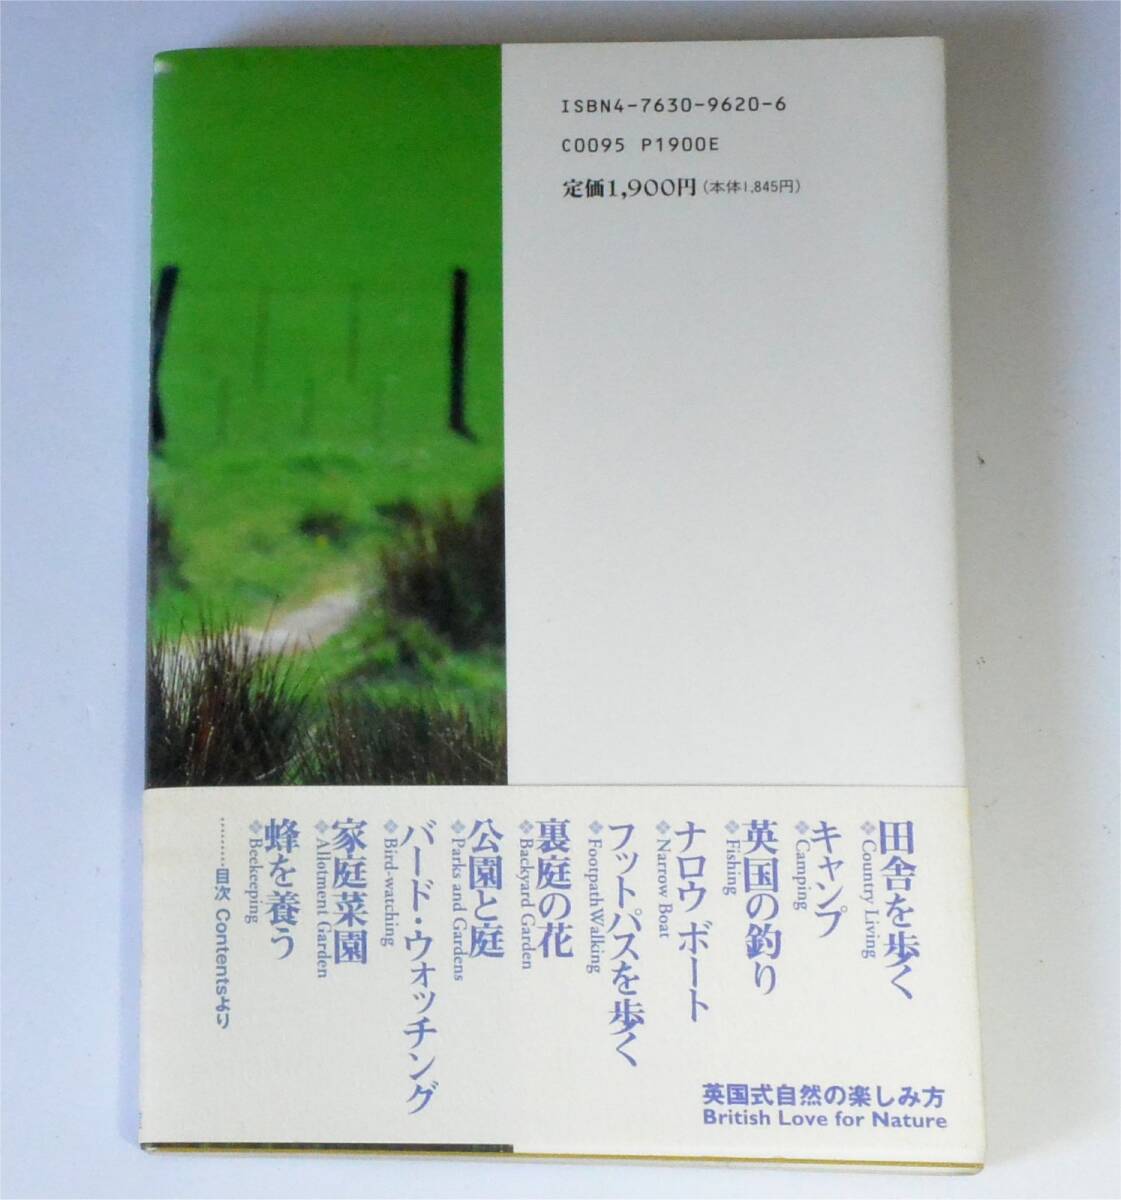 ISBN4-7630-9620-6
C0095 P1900E
定価1,900円(本体1,845円)
田舎を歩く
❖Country Living
キャンプ
❖Camping
英国の釣り
❖Fishing
ナロウボート
❖Narrow Boat
フットパスを歩く
❖Footpath Walking
裏庭の花
❖Backyard Garden
公園と庭
❖Parks and Gardens
バード・ウォッチング
❖Bird-watching
家庭菜園
❖Allotment Garden
蜂を養う
❖Beekeeping
………目次 Contentsより
英国式自然の楽しみ方
British Love for Nature